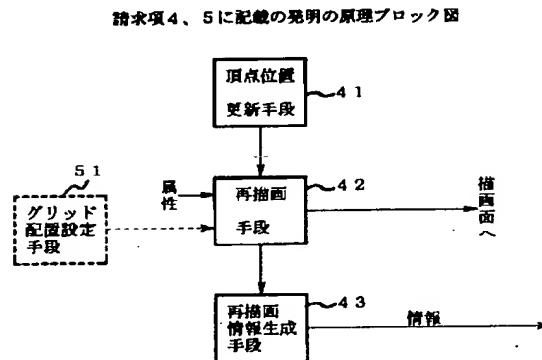 請求項4、5に記載の発明の原理ブロック図
頂点位置
更新手段
41
51
グリッド
配置設定
手段
属性
再描画
手段
42
描画面へ
再描画
情報生成
手段
43
情報